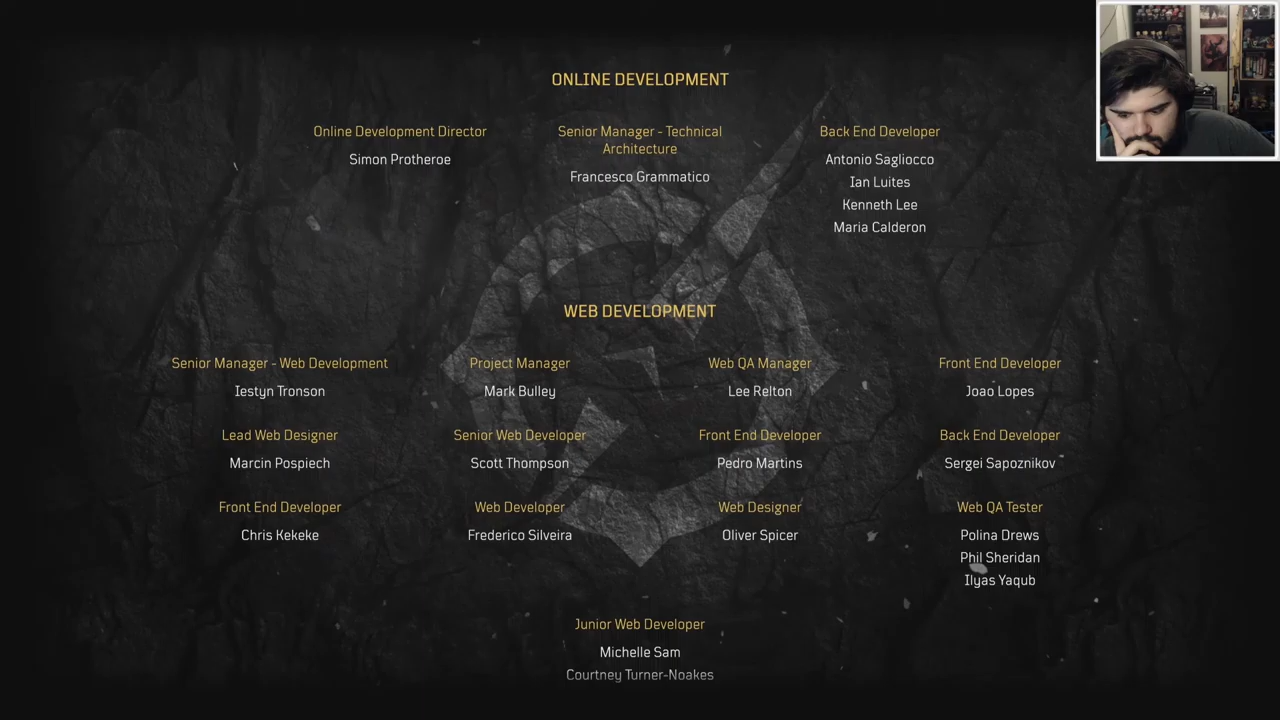 ONLINE DEVELOPMENT
Online Development Director
Simon Protheroe
Senior Manager - Technical
Architecture
Francesco Grammatico
Back End Developer
Antonio Sagliocco
Ian Luites
Kenneth Lee
Maria Calderon
WEB DEVELOPMENT
Senior Manager - Web Development
Iestyn Tronson
Project Manager
Mark Bulley
Web QA Manager
Lee Relton
Front End Developer
Joao Lopes
Lead Web Designer
Marcin Pospiech
Senior Web Developer
Scott Thompson
Front End Developer
Pedro Martins
Back End Developer
Sergei Sapoznikov
Front End Developer
Chris Kekeke
Web Developer
Frederico Silveira
Web Designer
Oliver Spicer
Web QA Tester
Polina Drews
Phil Sheridan
Ilyas Yaqub
Junior Web Developer
Michelle Sam
Courtney Turner-Noakes